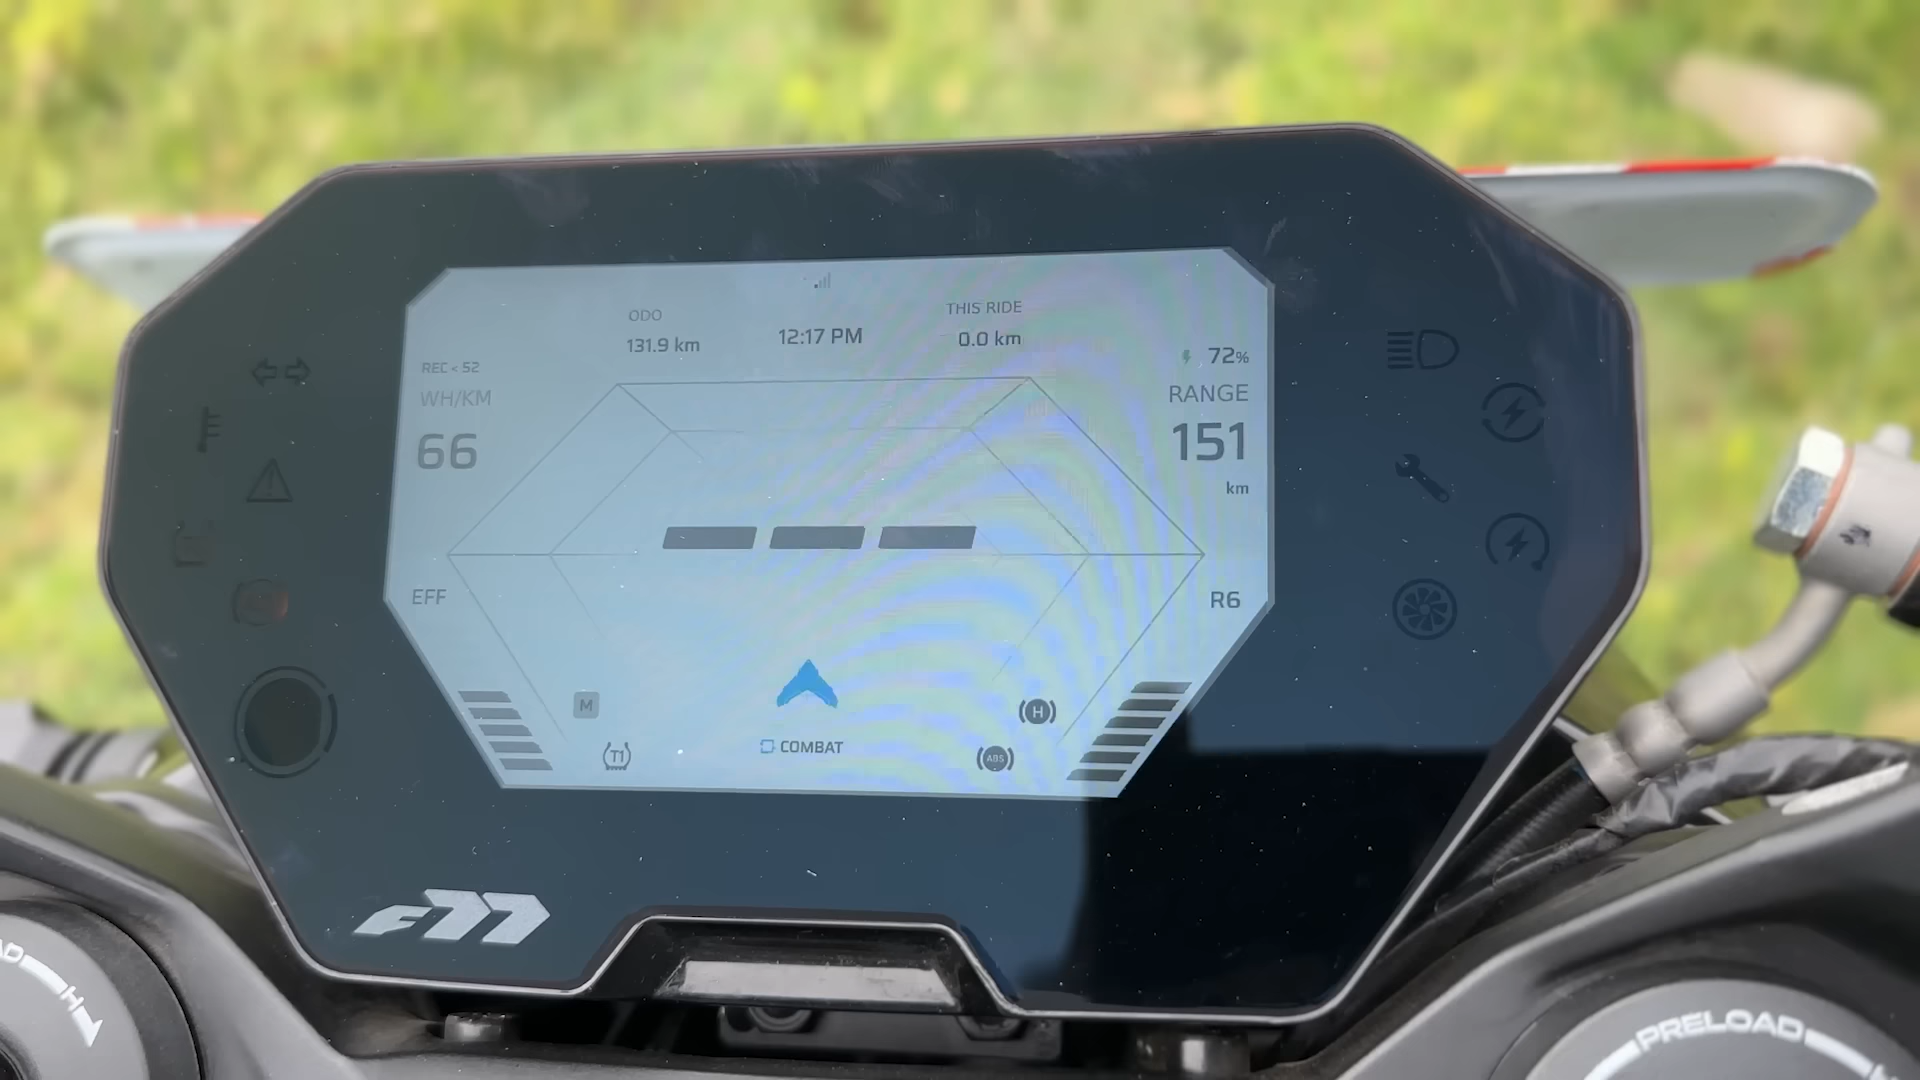 ODO
131.9 km
12:17 PM
THIS RIDE
0.0 km
REC < 52
WH/KM
66
72%
RANGE
151
km
EFF
R6
M
T1
COMBAT
H
ABS
F77
H
PRELOAD